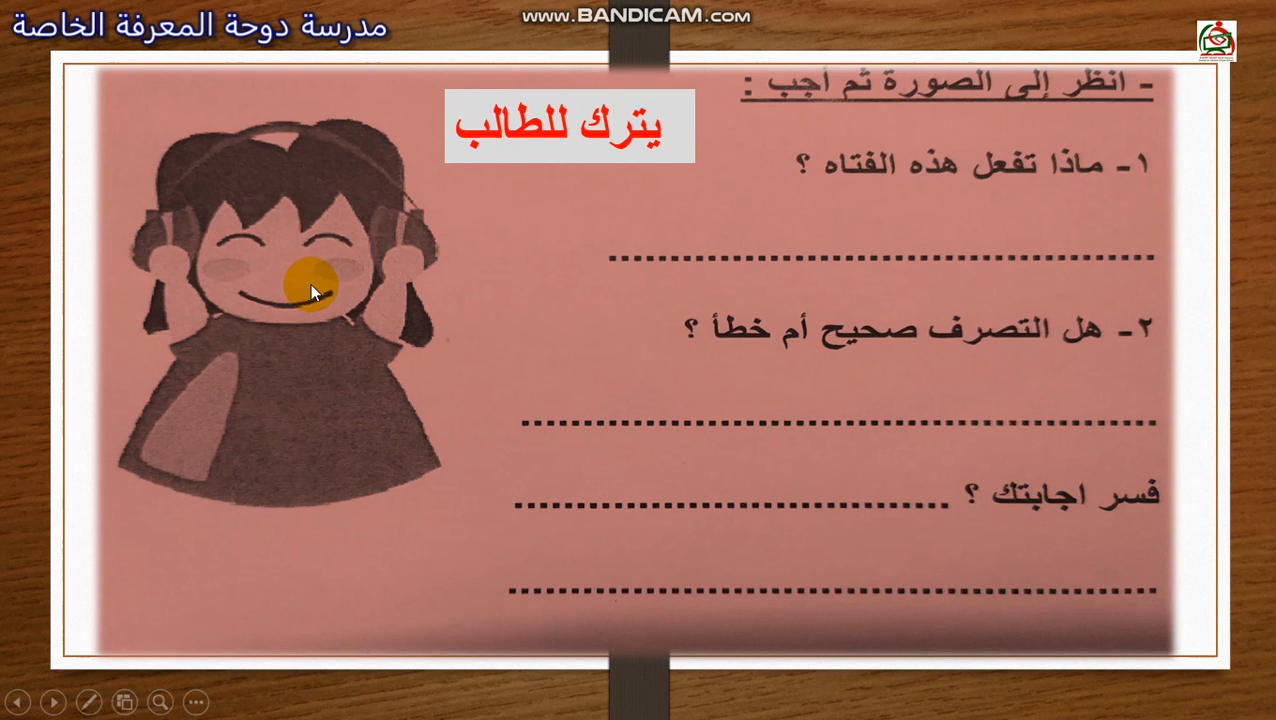 مدرسة دوحة المعرفة الخاصة
www.BANDICAM.com
- انظر إلى الصورة ثم أجب :
يترك للطالب
١- ماذا تفعل هذه الفتاه ؟
٢- هل التصرف صحيح أم خطأ ؟
فسر اجابتك ؟